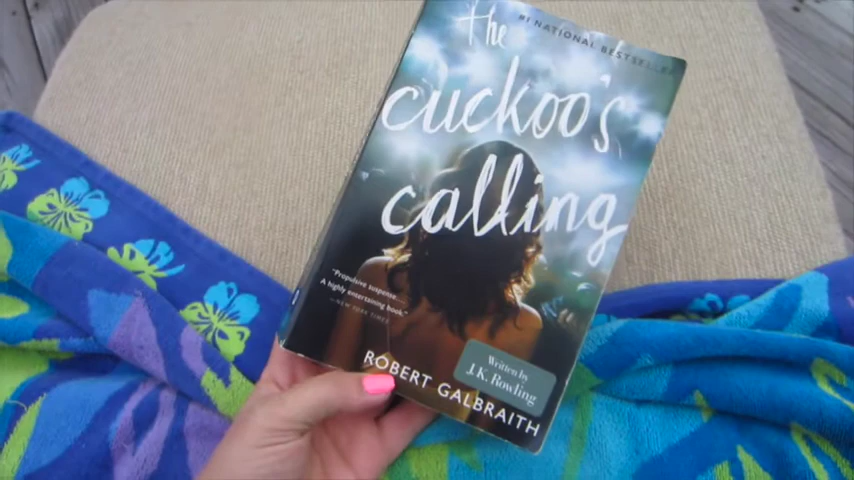 #1 NATIONAL BESTSELLER
the
cuckoo's
calling
"Propulsive suspense...
A highly entertaining book."
—NEW YORK TIMES
Written by
J.K. Rowling
ROBERT GALBRAITH